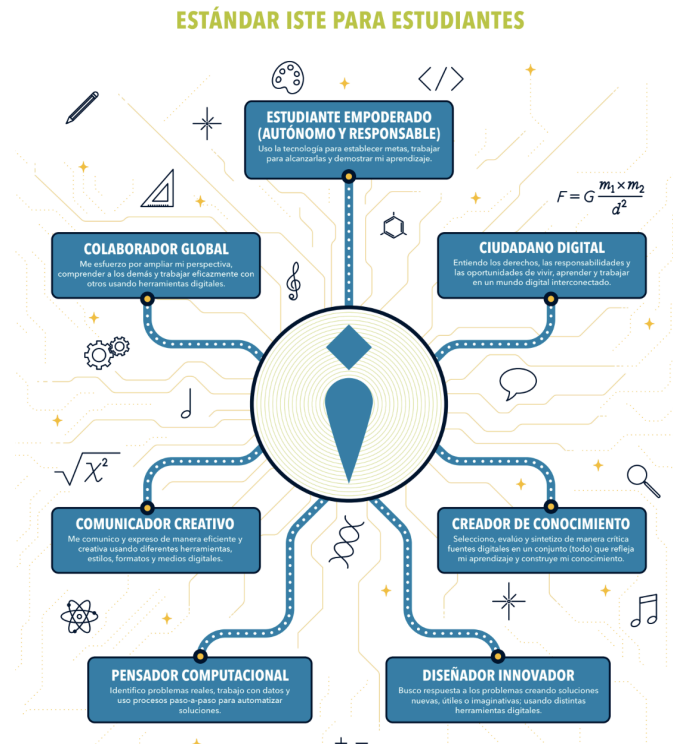 ESTÁNDAR ISTE PARA ESTUDIANTES
</>
ESTUDIANTE EMPODERADO
(AUTÓNOMO Y RESPONSABLE)
Uso la tecnología para establecer metas, trabajar
para alcanzarlas y demostrar mi aprendizaje.
F = G m₁×m₂
d²
COLABORADOR GLOBAL
Me esfuerzo por ampliar mi perspectiva,
comprender a los demás y trabajar eficazmente con
otros usando herramientas digitales.
CIUDADANO DIGITAL
Entiendo los derechos, las responsabilidades y
las oportunidades de vivir, aprender y trabajar
en un mundo digital interconectado.
√x²
COMUNICADOR CREATIVO
Me comunico y expreso de manera eficiente y
creativa usando diferentes herramientas,
estilos, formatos y medios digitales.
CREADOR DE CONOCIMIENTO
Selecciono, evalúo y sintetizo de manera crítica
fuentes digitales en un conjunto (todo) que refleja
mi aprendizaje y construye mi conocimiento.
PENSADOR COMPUTACIONAL
Identifico problemas reales, trabajo con datos y
uso procesos paso-a-paso para automatizar
soluciones.
DISEÑADOR INNOVADOR
Busco respuesta a los problemas creando soluciones
nuevas, útiles o imaginativas; usando distintas
herramientas digitales.